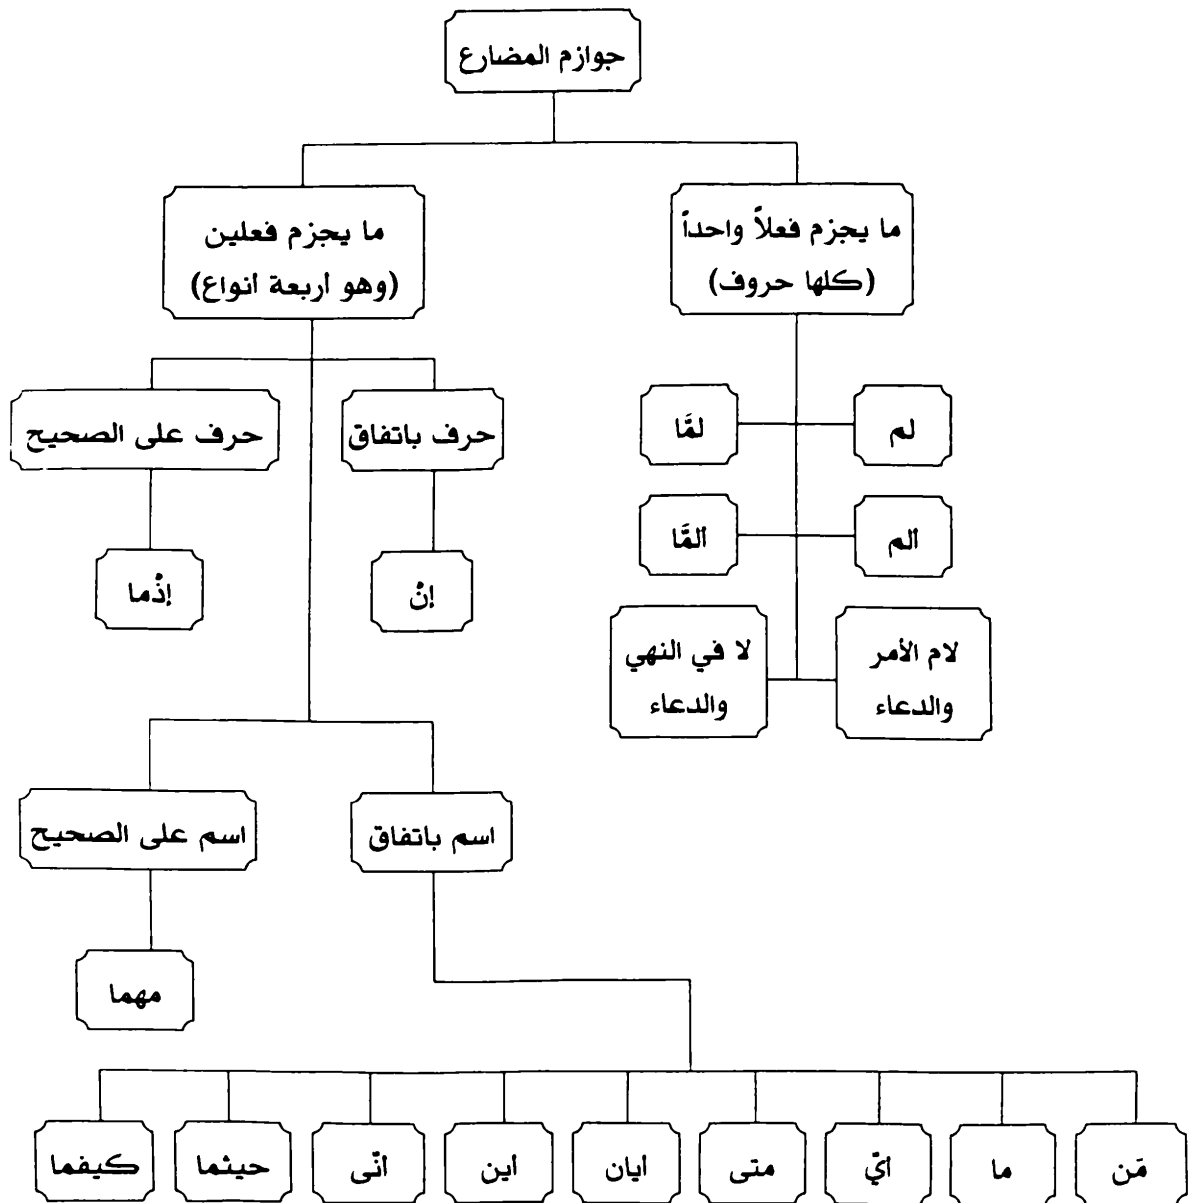 جوازم المضارع
ما يجزم فعلاً واحداً
(كلها حروف)
لم
لمَّا
الم
المَّا
لام الأمر
والدعاء
لا في النهي
والدعاء
ما يجزم فعلين
(وهو اربعة انواع)
حرف باتفاق
إنْ
حرف على الصحيح
إذْما
اسم باتفاق
مَن
ما
ايّ
متى
ايان
اين
انّى
حيثما
كيفما
اسم على الصحيح
مهما